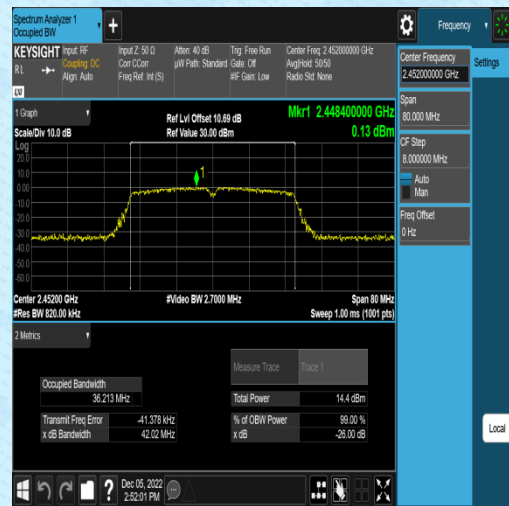 Spectrum Analyzer 1
Occupied BW
Frequency
KEYSIGHT
Input: RF
Coupling: DC
Align: Auto
Input Z: 50 Ω
Corr CCorr
Freq Ref: Int (S)
Atten: 40 dB
µW Path: Standard
Trig: Free Run
Gate: Off
#IF Gain: Low
Center Freq: 2.452000000 GHz
Avg|Hold: 50/50
Radio Std: None
RL
LXI
Center Frequency
2.452000000 GHz
Settings
Span
80.000 MHz
CF Step
8.000000 MHz
Auto
Man
Freq Offset
0 Hz
1 Graph
Scale/Div 10.0 dB
Ref Lvl Offset 10.69 dB
Ref Value 30.00 dBm
Mkr1 2.448400000 GHz
0.13 dBm
Log
20.0
10.0
0.00
-10.0
-20.0
-30.0
-40.0
-50.0
-60.0
1
Center 2.45200 GHz
#Res BW 820.00 kHz
#Video BW 2.7000 MHz
Span 80 MHz
Sweep 1.00 ms (1001 pts)
2 Metrics
Measure Trace
Trace 1
Occupied Bandwidth
36.213 MHz
Total Power
14.4 dBm
Transmit Freq Error
-41.378 kHz
% of OBW Power
99.00 %
x dB Bandwidth
42.02 MHz
x dB
-26.00 dB
Local
Dec 05, 2022
2:52:01 PM